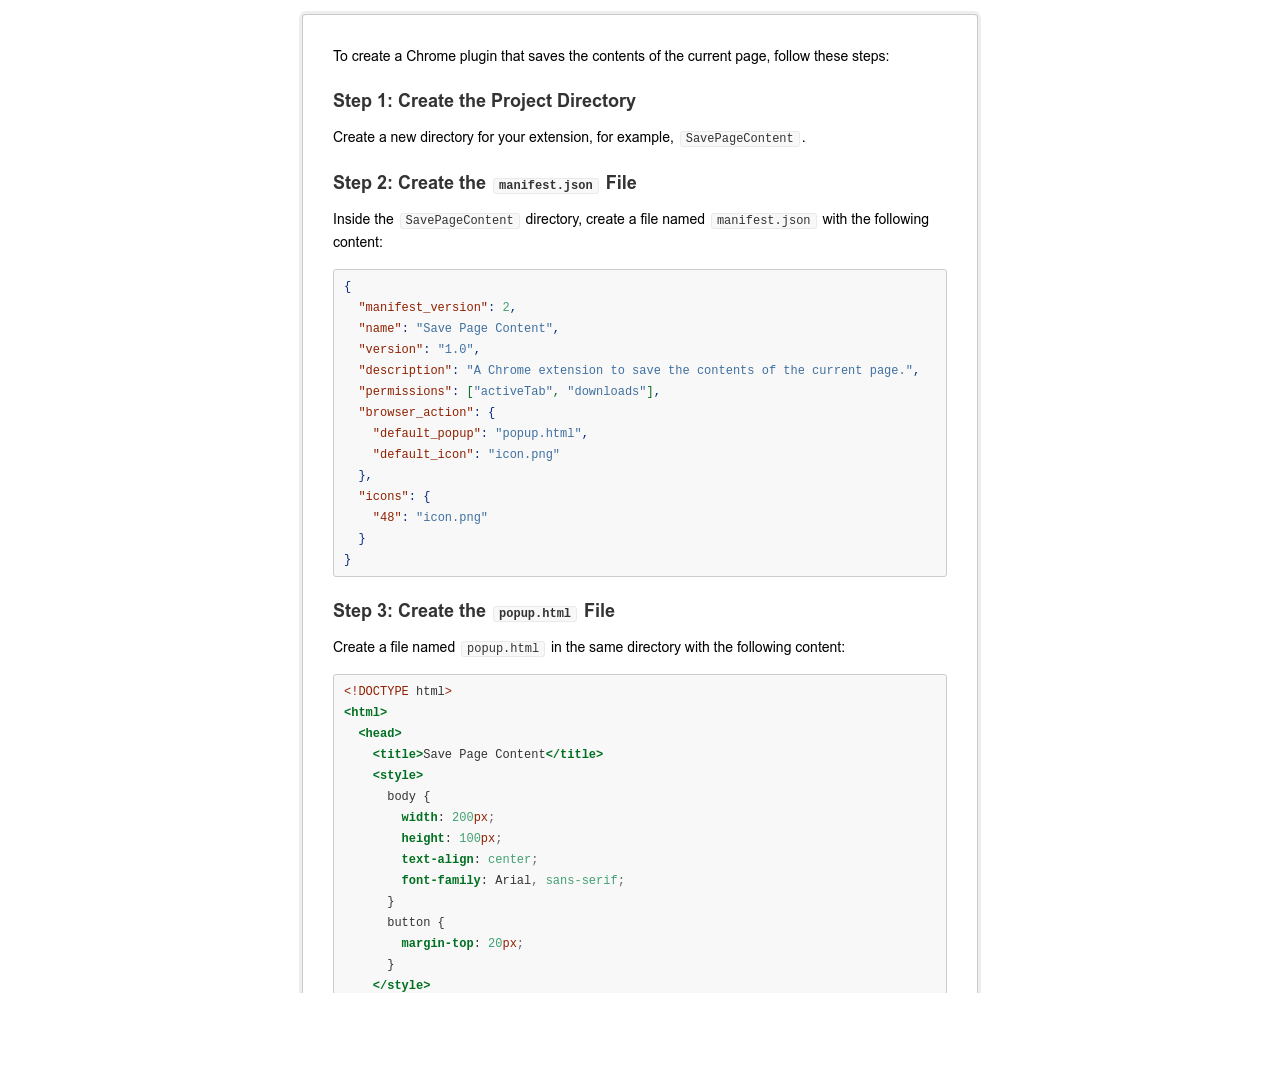 To create a Chrome plugin that saves the contents of the current page, follow these steps:
Step 1: Create the Project Directory
Create a new directory for your extension, for example, SavePageContent .
Step 2: Create the manifest.json File
Inside the SavePageContent directory, create a file named manifest.json with the following
content:
{
  "manifest_version": 2,
  "name": "Save Page Content",
  "version": "1.0",
  "description": "A Chrome extension to save the contents of the current page.",
  "permissions": ["activeTab", "downloads"],
  "browser_action": {
    "default_popup": "popup.html",
    "default_icon": "icon.png"
  },
  "icons": {
    "48": "icon.png"
  }
}
Step 3: Create the popup.html File
Create a file named popup.html in the same directory with the following content:
<!DOCTYPE html>
<html>
  <head>
    <title>Save Page Content</title>
    <style>
      body {
        width: 200px;
        height: 100px;
        text-align: center;
        font-family: Arial, sans-serif;
      }
      button {
        margin-top: 20px;
      }
    </style>